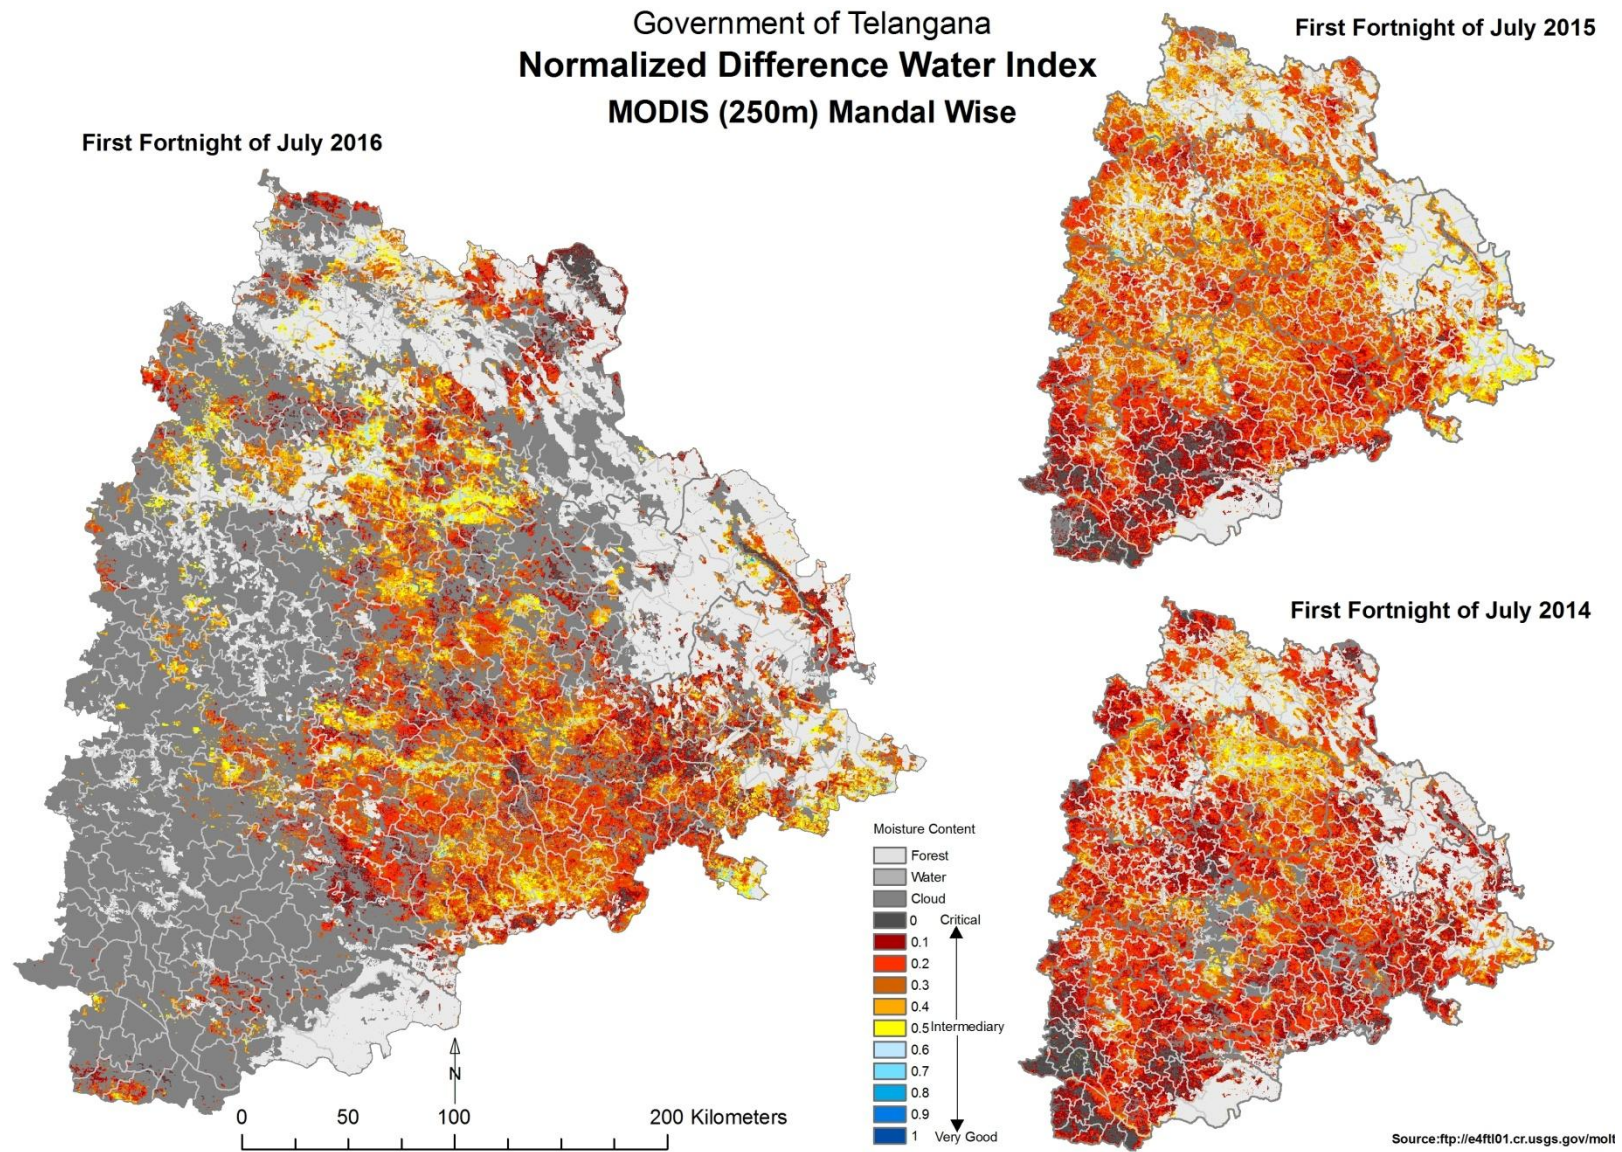 Government of Telangana
Normalized Difference Water Index
MODIS (250m) Mandal Wise
First Fortnight of July 2015
First Fortnight of July 2016
First Fortnight of July 2014
Moisture Content
Forest
Water
Cloud
0 Critical
0.1
0.2
0.3
0.4
0.5 Intermediary
0.6
0.7
0.8
0.9
1 Very Good
N
0 50 100 200 Kilometers
Source:ftp://e4ftl01.cr.usgs.gov/molt